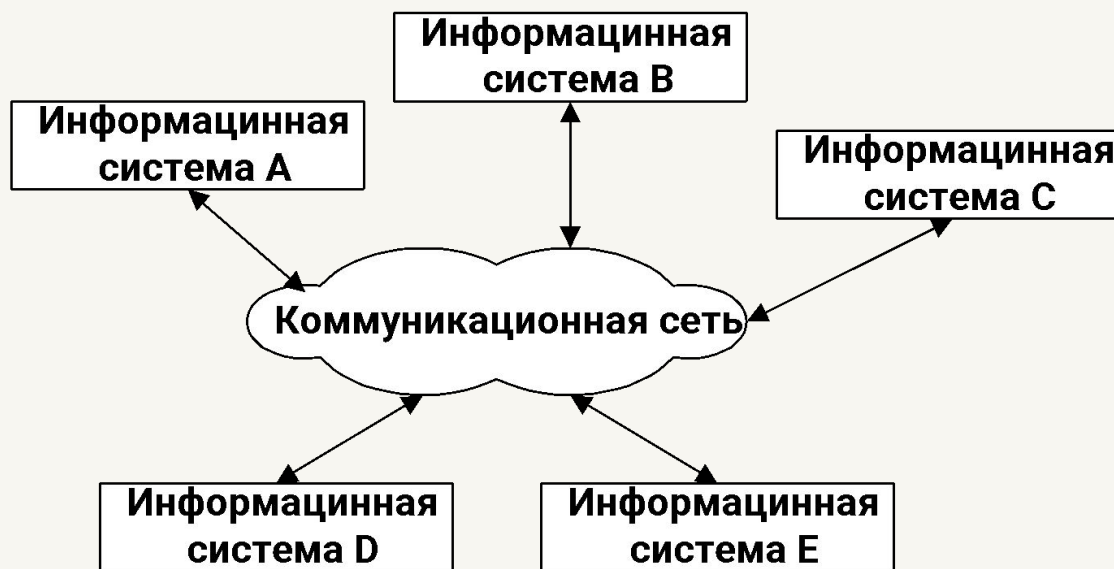 Информацинная
система B
Информацинная
система A
Информацинная
система C
Коммуникационная сеть
Информацинная
система D
Информацинная
система E